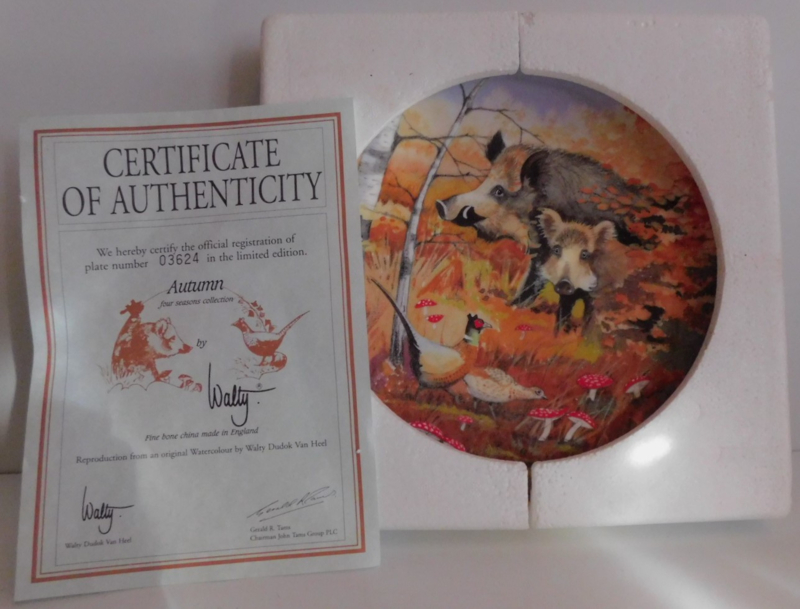 CERTIFICATE
OF AUTHENTICITY
We hereby certify the official registration of
plate number 03624 in the limited edition.
Autumn
four seasons collection
by
Walty
Fine bone china made in England
Reproduction from an original Watercolour by Walty Dudok Van Heel
Walty
Walty Dudok Van Heel
Gerald R. Tams
Chairman John Tams Group PLC